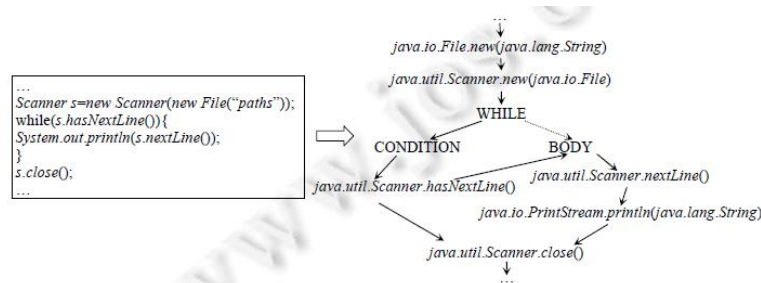 …
Scanner s=new Scanner(new File(“paths”));
while(s.hasNextLine()){
System.out.println(s.nextLine());
}
s.close();
…
…
java.io.File.new(java.lang.String)
java.util.Scanner.new(java.io.File)
WHILE
CONDITION
BODY
java.util.Scanner.hasNextLine()
java.util.Scanner.nextLine()
java.io.PrintStream.println(java.lang.String)
java.util.Scanner.close()
…
www.jos.